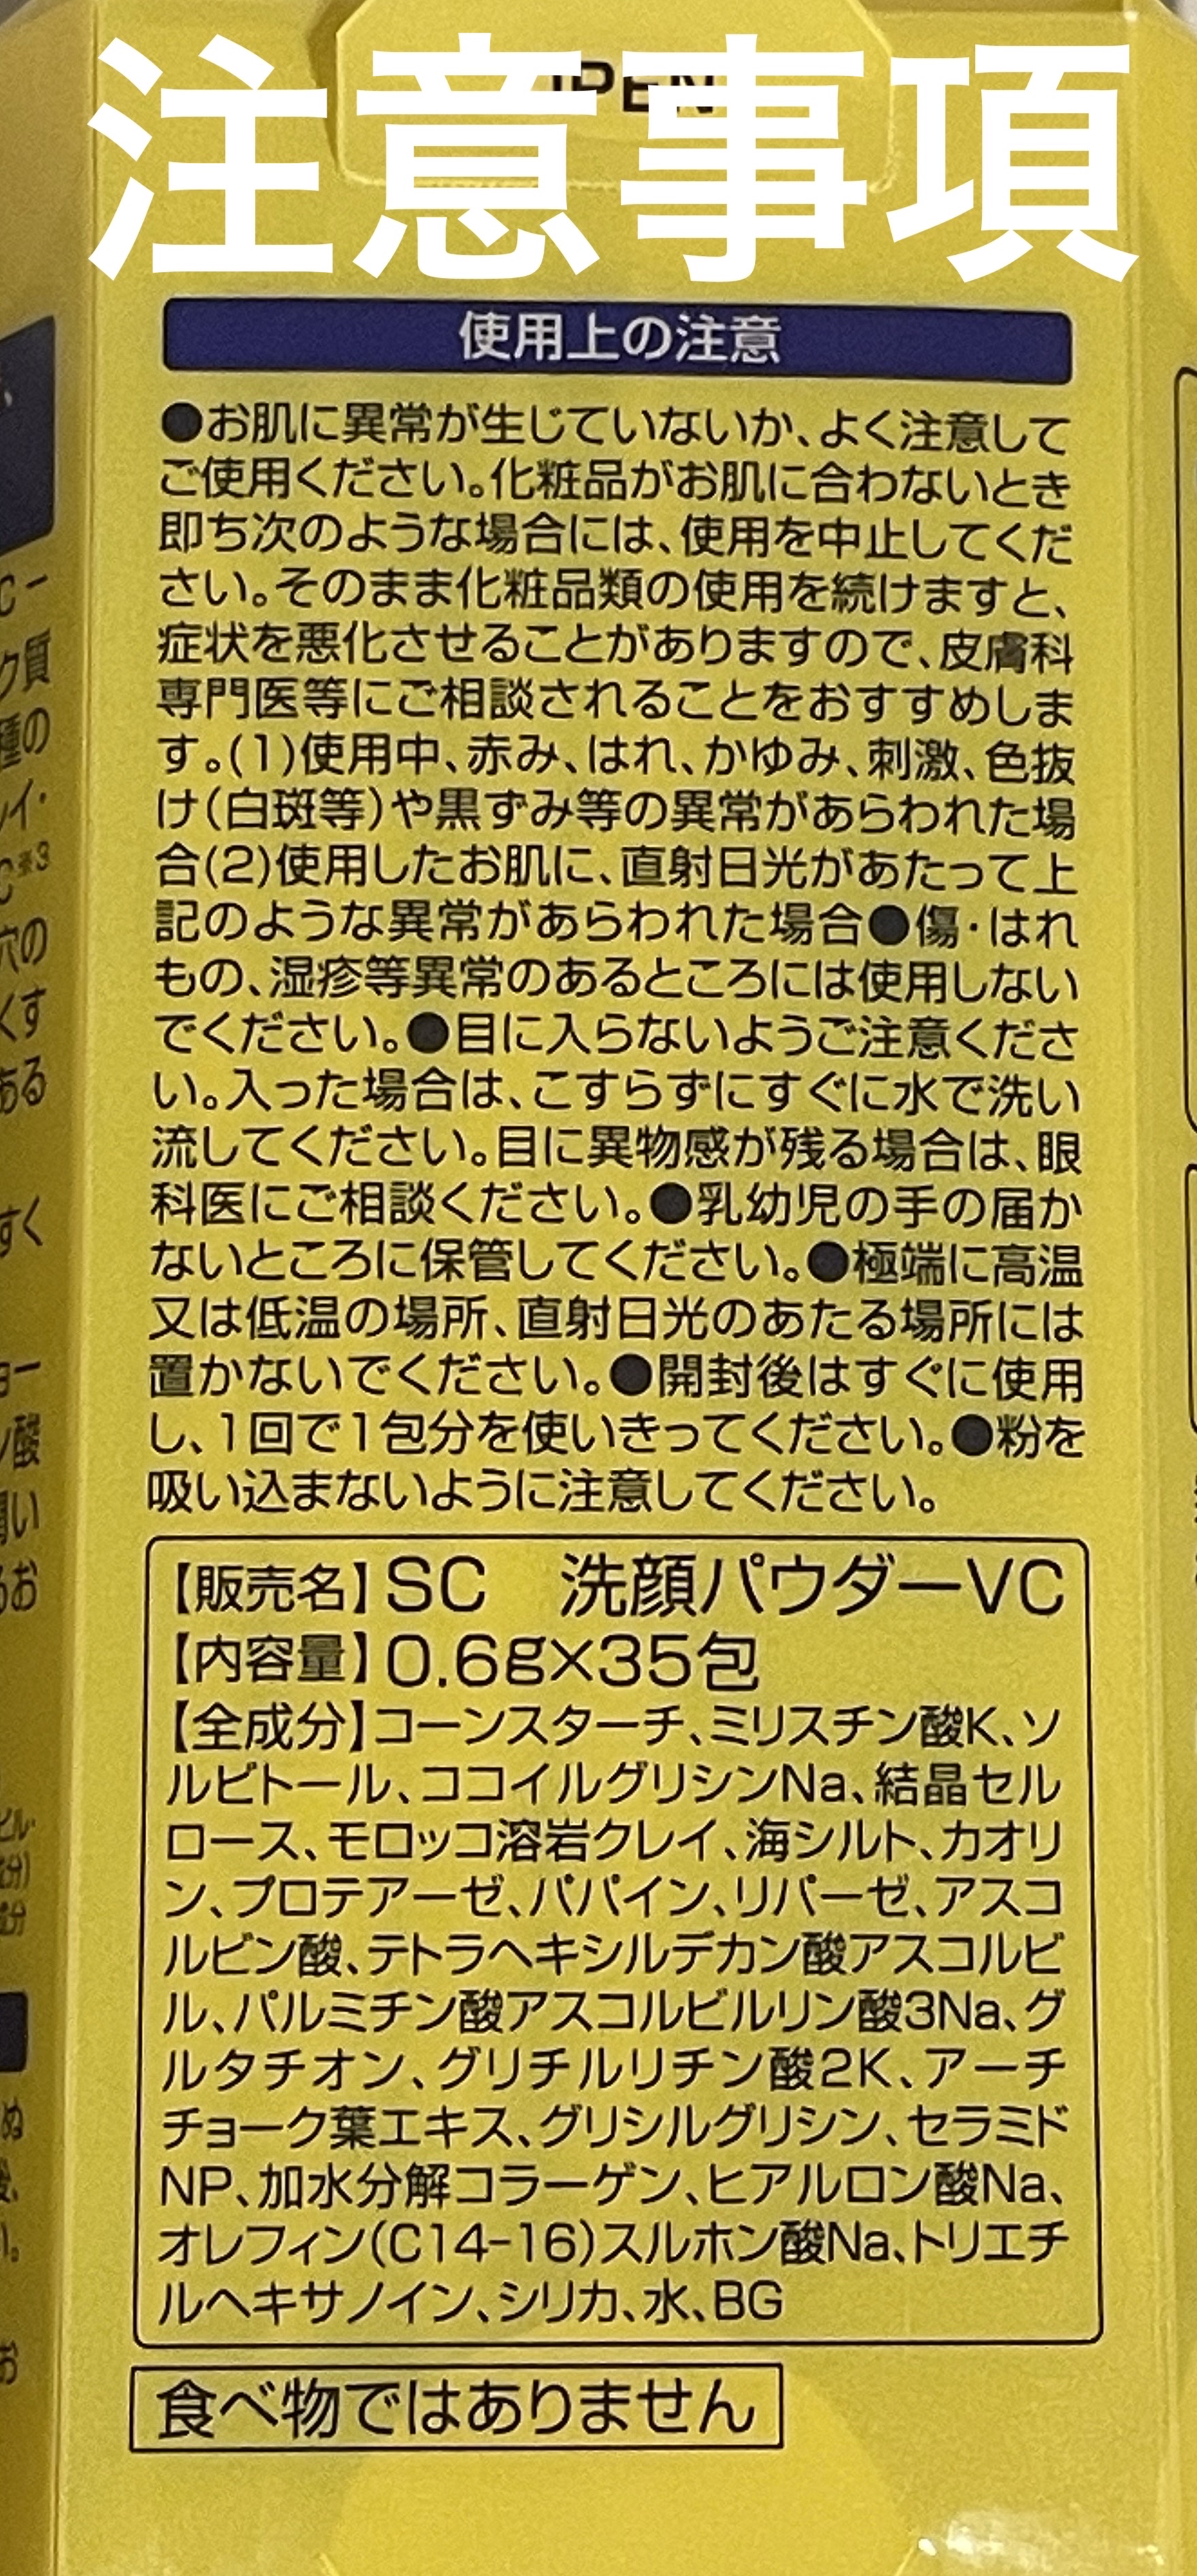 注意事項
使用上の注意
●お肌に異常が生じていないか、よく注意して
ご使用ください。化粧品がお肌に合わないとき
即ち次のような場合には、使用を中止してくだ
さい。そのまま化粧品類の使用を続けますと、
症状を悪化させることがありますので、皮膚科
専門医等にご相談されることをおすすめしま
す。(1)使用中、赤み、はれ、かゆみ、刺激、色抜
け(白斑等)や黒ずみ等の異常があらわれた場
合(2)使用したお肌に、直射日光があたって上
記のような異常があらわれた場合●傷・はれ
もの、湿疹等異常のあるところには使用しない
でください。●目に入らないようご注意くださ
い。入った場合は、こすらずにすぐに水で洗い
流してください。目に異物感が残る場合は、眼
科医にご相談ください。●乳幼児の手の届か
ないところに保管してください。●極端に高温
又は低温の場所、直射日光のあたる場所には
置かないでください。●開封後はすぐに使用
し、1回で1包分を使いきってください。●粉を
吸い込まないように注意してください。
【販売名】SC 洗顔パウダーVC
【内容量】0.6g×35包
【全成分】コーンスターチ、ミリスチン酸K、ソ
ルビトール、ココイルグリシンNa、結晶セル
ロース、モロッコ溶岩クレイ、海シルト、カオリ
ン、プロテアーゼ、パパイン、リパーゼ、アスコ
ルビン酸、テトラヘキシルデカン酸アスコルビ
ル、パルミチン酸アスコルビルリン酸3Na、グ
ルタチオン、グリチルリチン酸2K、アーチ
チョーク葉エキス、グリシルグリシン、セラミド
NP、加水分解コラーゲン、ヒアルロン酸Na、
オレフィン(C14-16)スルホン酸Na、トリエチ
ルヘキサノイン、シリカ、水、BG
食べ物ではありません